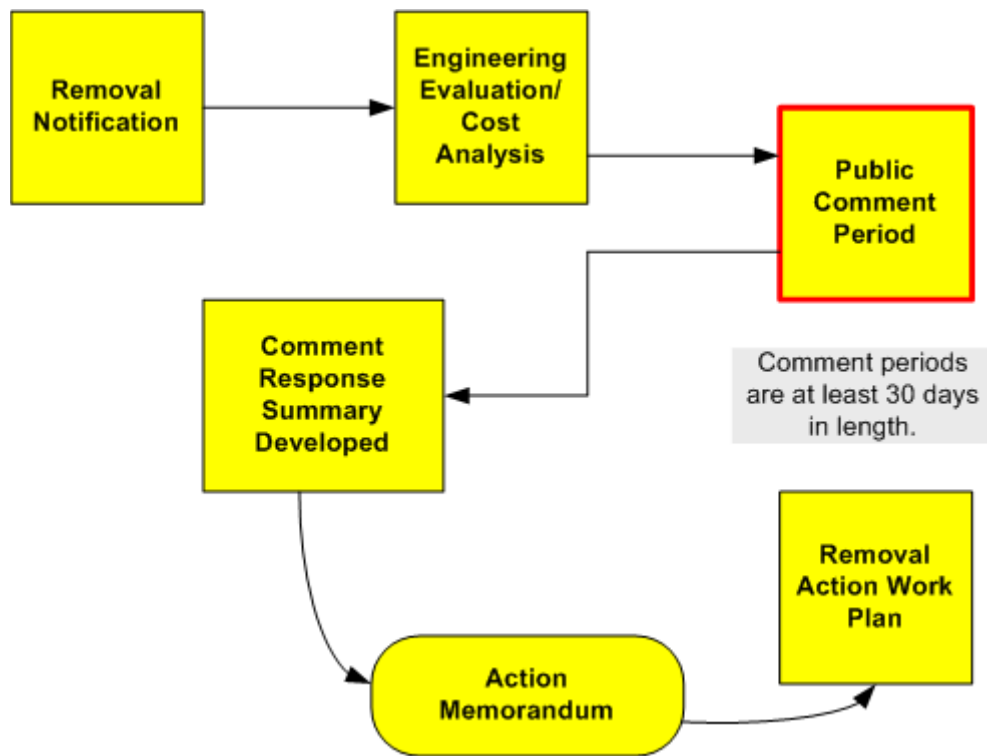 Removal
Notification
Engineering
Evaluation/
Cost
Analysis
Public
Comment
Period
Comment
Response
Summary
Developed
Comment periods
are at least 30 days
in length.
Action
Memorandum
Removal
Action Work
Plan